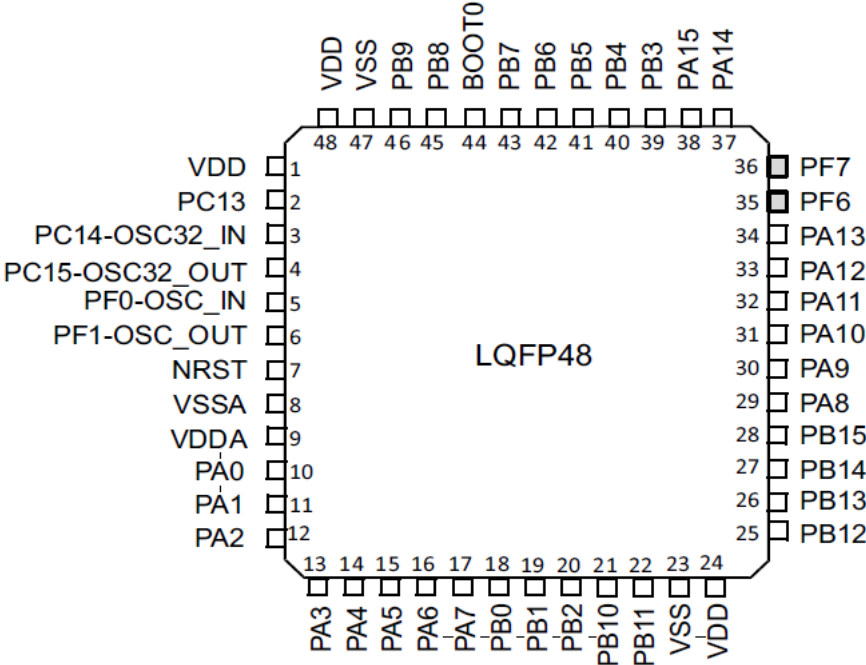 VDD VSS PB9 PB8 BOOT0 PB7 PB6 PB5 PB4 PB3 PA15 PA14
48 47 46 45 44 43 42 41 40 39 38 37
VDD 1
PC13 2
PC14-OSC32_IN 3
PC15-OSC32_OUT 4
PF0-OSC_IN 5
PF1-OSC_OUT 6
NRST 7
VSSA 8
VDDA 9
PA0 10
PA1 11
PA2 12
LQFP48
36 PF7
35 PF6
34 PA13
33 PA12
32 PA11
31 PA10
30 PA9
29 PA8
28 PB15
27 PB14
26 PB13
25 PB12
13 14 15 16 17 18 19 20 21 22 23 24
PA3 PA4 PA5 PA6 PA7 PB0 PB1 PB2 PB10 PB11 VSS VDD